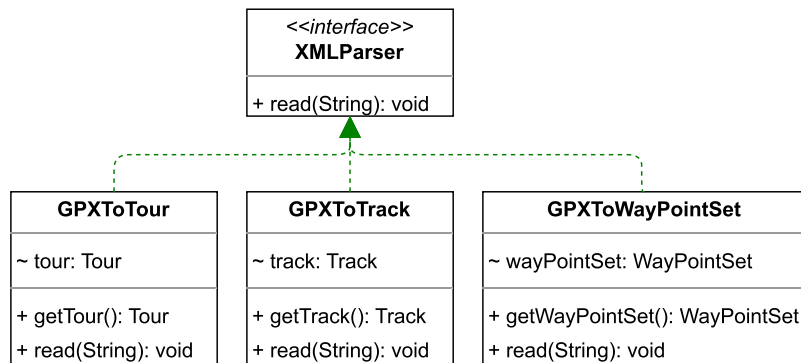 <<interface>>
XMLParser
+ read(String): void
GPXToTour
~ tour: Tour
+ getTour(): Tour
+ read(String): void
GPXToTrack
~ track: Track
+ getTrack(): Track
+ read(String): void
GPXToWayPointSet
~ wayPointSet: WayPointSet
+ getWayPointSet(): WayPointSet
+ read(String): void